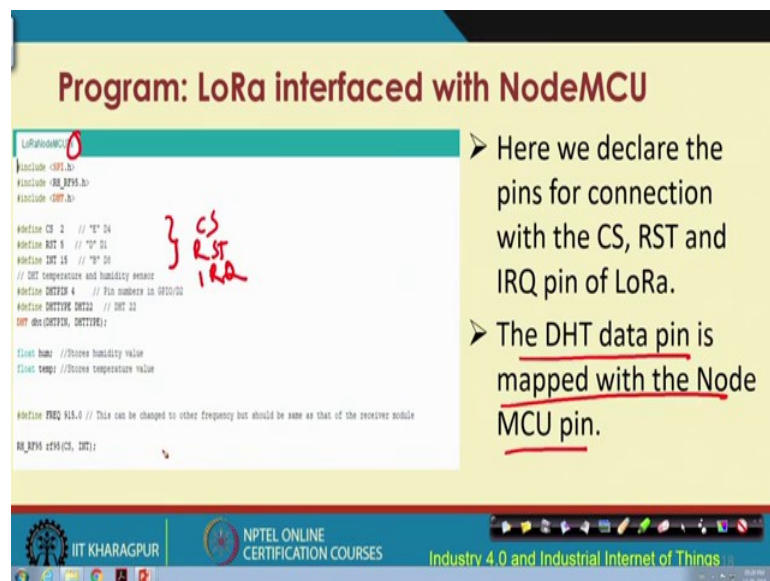 Program: LoRa interfaced with NodeMCU
LoRaNodeMCU
#include <SPI.h>
#include <RH_RF95.h>
#include <DHT.h>
#define CS 2 // "E" D4
#define RST 5 // "D" D1
#define INT 15 // "B" D8
// DHT temperature and humidity sensor
#define DHTPIN 4 // Pin numbers in GPIO/D2
#define DHTTYPE DHT22 // DHT 22
DHT dht(DHTPIN, DHTTYPE);
float hum; //Stores humidity value
float temp; //Stores temperature value
#define FREQ 915.0 // This can be changed to other frequency but should be same as that of the receiver module
RH_RF95 rf95(CS, INT);
CS
RST
IRQ
➢ Here we declare the
pins for connection
with the CS, RST and
IRQ pin of LoRa.
➢ The DHT data pin is
mapped with the Node
MCU pin.
IIT KHARAGPUR
NPTEL ONLINE
CERTIFICATION COURSES
Industry 4.0 and Industrial Internet of Things
18